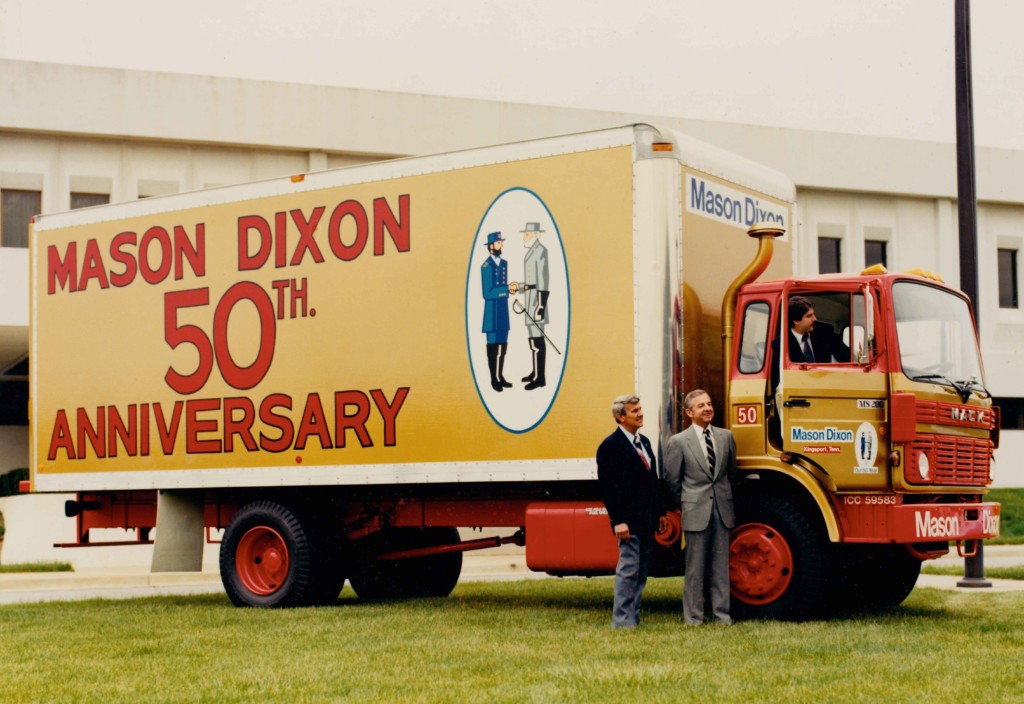 MASON DIXON
50TH.
ANNIVERSARY
Mason Dixon
50
MS 200
MACK
Mason Dixon
Kingsport, Tenn.
ICC 59583
Mason Dixon